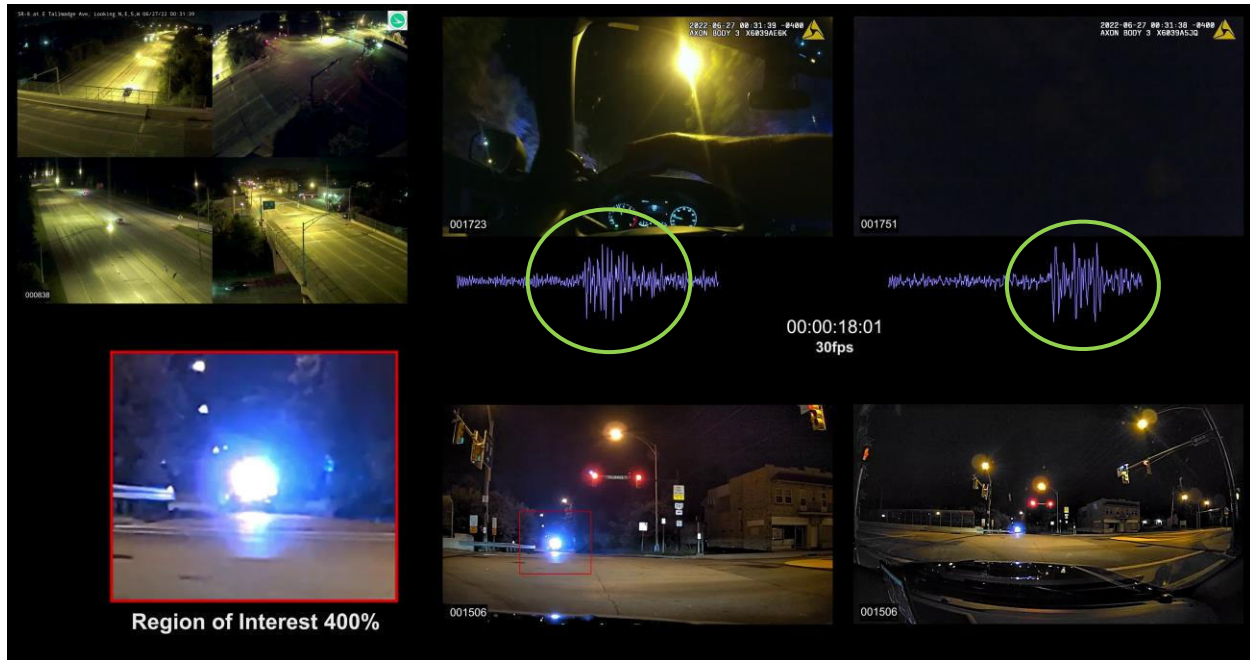 SR-8 at E Tallmadge Ave, Looking N,E,S,W 06/27/22 00:31:39
000838
2022-06-27 00:31:39 -0400
AXON BODY 3 X6039AE6K
001723
2022-06-27 00:31:38 -0400
AXON BODY 3 X6039A5JQ
001751
00:00:18:01
30fps
Region of Interest 400%
001506
001506